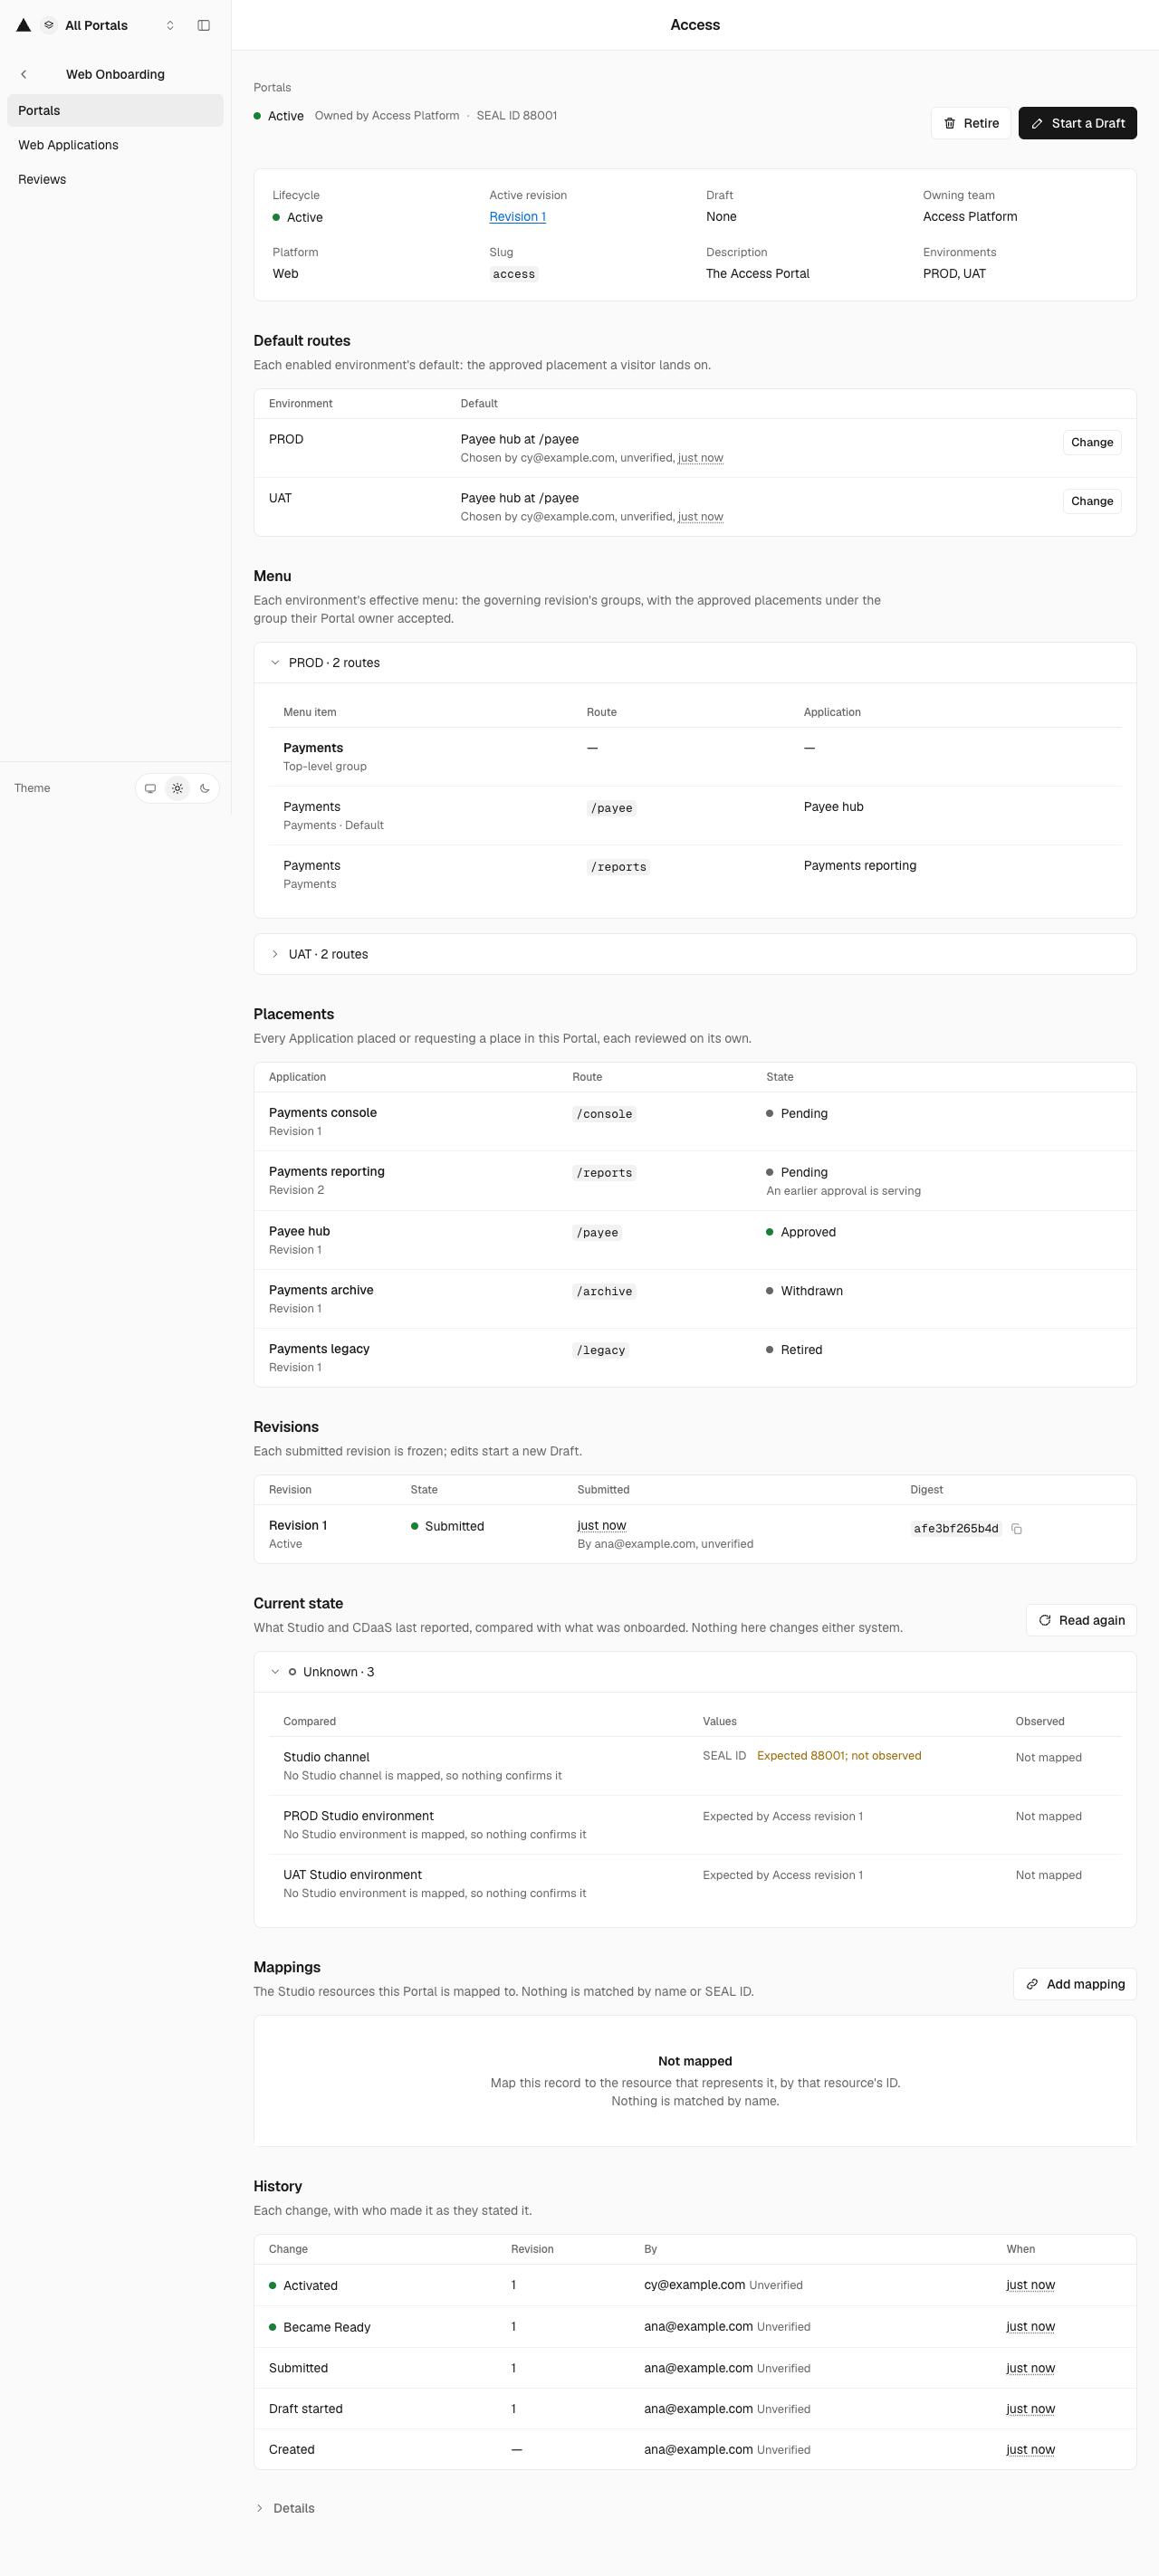 All Portals
Access
Web Onboarding
Portals
Web Applications
Reviews
Theme
Portals
Active Owned by Access Platform · SEAL ID 88001
Retire
Start a Draft
Lifecycle Active revision Draft Owning team
Active Revision 1 None Access Platform
Platform Slug Description Environments
Web access The Access Portal PROD, UAT
Default routes
Each enabled environment's default: the approved placement a visitor lands on.
Environment Default
PROD Payee hub at /payee Change
Chosen by cy@example.com, unverified, just now
UAT Payee hub at /payee Change
Chosen by cy@example.com, unverified, just now
Menu
Each environment's effective menu: the governing revision's groups, with the approved placements under the
group their Portal owner accepted.
PROD · 2 routes
Menu item Route Application
Payments — —
Top-level group
Payments /payee Payee hub
Payments · Default
Payments /reports Payments reporting
Payments
UAT · 2 routes
Placements
Every Application placed or requesting a place in this Portal, each reviewed on its own.
Application Route State
Payments console /console Pending
Revision 1
Payments reporting /reports Pending
Revision 2 An earlier approval is serving
Payee hub /payee Approved
Revision 1
Payments archive /archive Withdrawn
Revision 1
Payments legacy /legacy Retired
Revision 1
Revisions
Each submitted revision is frozen; edits start a new Draft.
Revision State Submitted Digest
Revision 1 Submitted just now afe3bf265b4d
Active By ana@example.com, unverified
Current state
What Studio and CDaaS last reported, compared with what was onboarded. Nothing here changes either system.
Read again
Unknown · 3
Compared Values Observed
Studio channel SEAL ID Expected 88001; not observed Not mapped
No Studio channel is mapped, so nothing confirms it
PROD Studio environment Expected by Access revision 1 Not mapped
No Studio environment is mapped, so nothing confirms it
UAT Studio environment Expected by Access revision 1 Not mapped
No Studio environment is mapped, so nothing confirms it
Mappings
The Studio resources this Portal is mapped to. Nothing is matched by name or SEAL ID.
Add mapping
Not mapped
Map this record to the resource that represents it, by that resource's ID.
Nothing is matched by name.
History
Each change, with who made it as they stated it.
Change Revision By When
Activated 1 cy@example.com Unverified just now
Became Ready 1 ana@example.com Unverified just now
Submitted 1 ana@example.com Unverified just now
Draft started 1 ana@example.com Unverified just now
Created — ana@example.com Unverified just now
Details